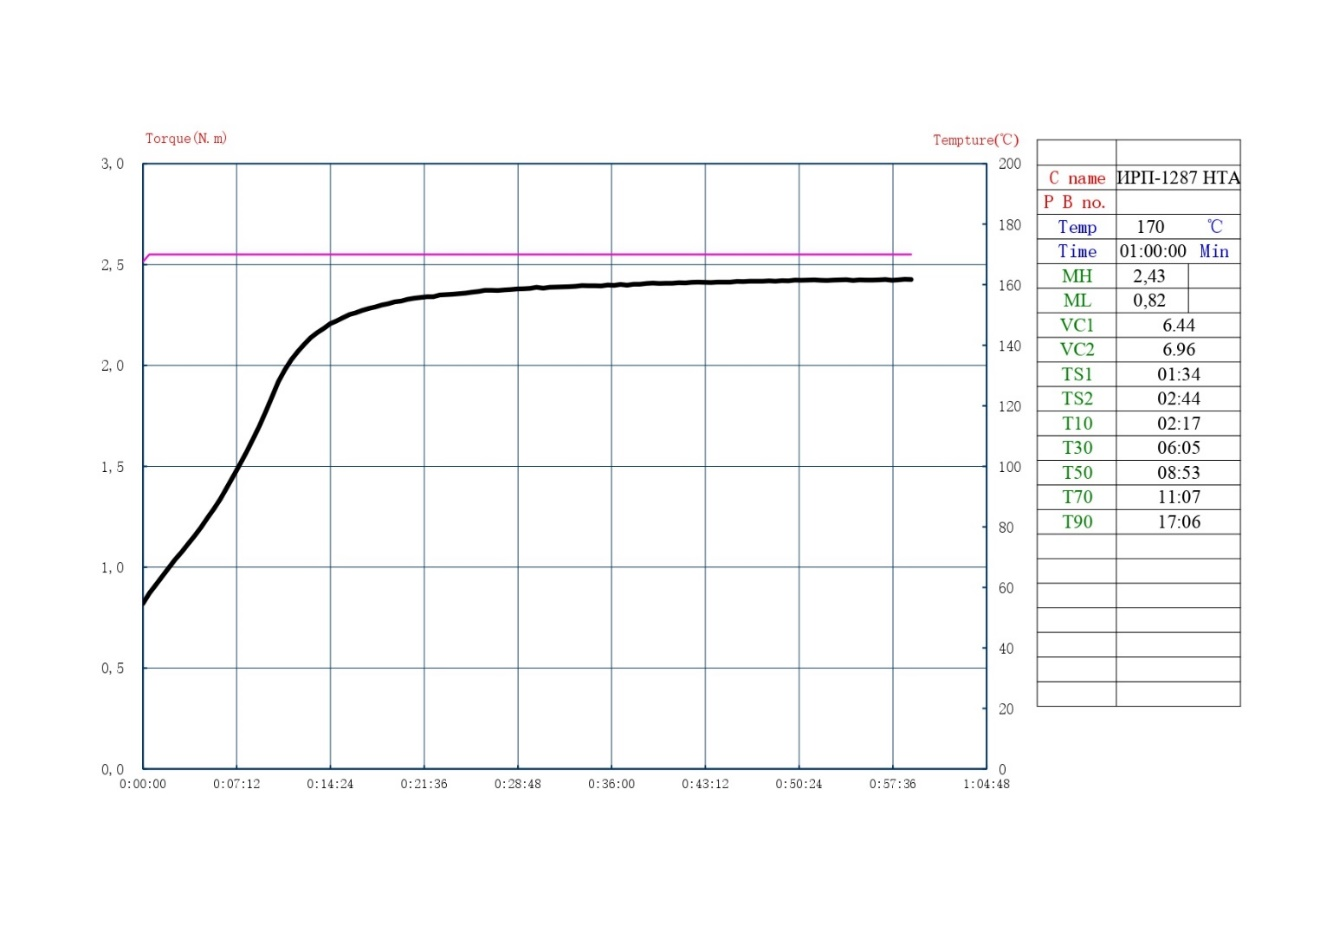 Torque(N.m)
Tempture(℃)
3,0
2,5
2,0
1,5
1,0
0,5
0,0
200
180
160
140
120
100
80
60
40
20
0
0:00:00 0:07:12 0:14:24 0:21:36 0:28:48 0:36:00 0:43:12 0:50:24 0:57:36 1:04:48
C name ИРП-1287 НТА
P B no.
Temp 170 ℃
Time 01:00:00 Min
MH 2,43
ML 0,82
VC1 6.44
VC2 6.96
TS1 01:34
TS2 02:44
T10 02:17
T30 06:05
T50 08:53
T70 11:07
T90 17:06